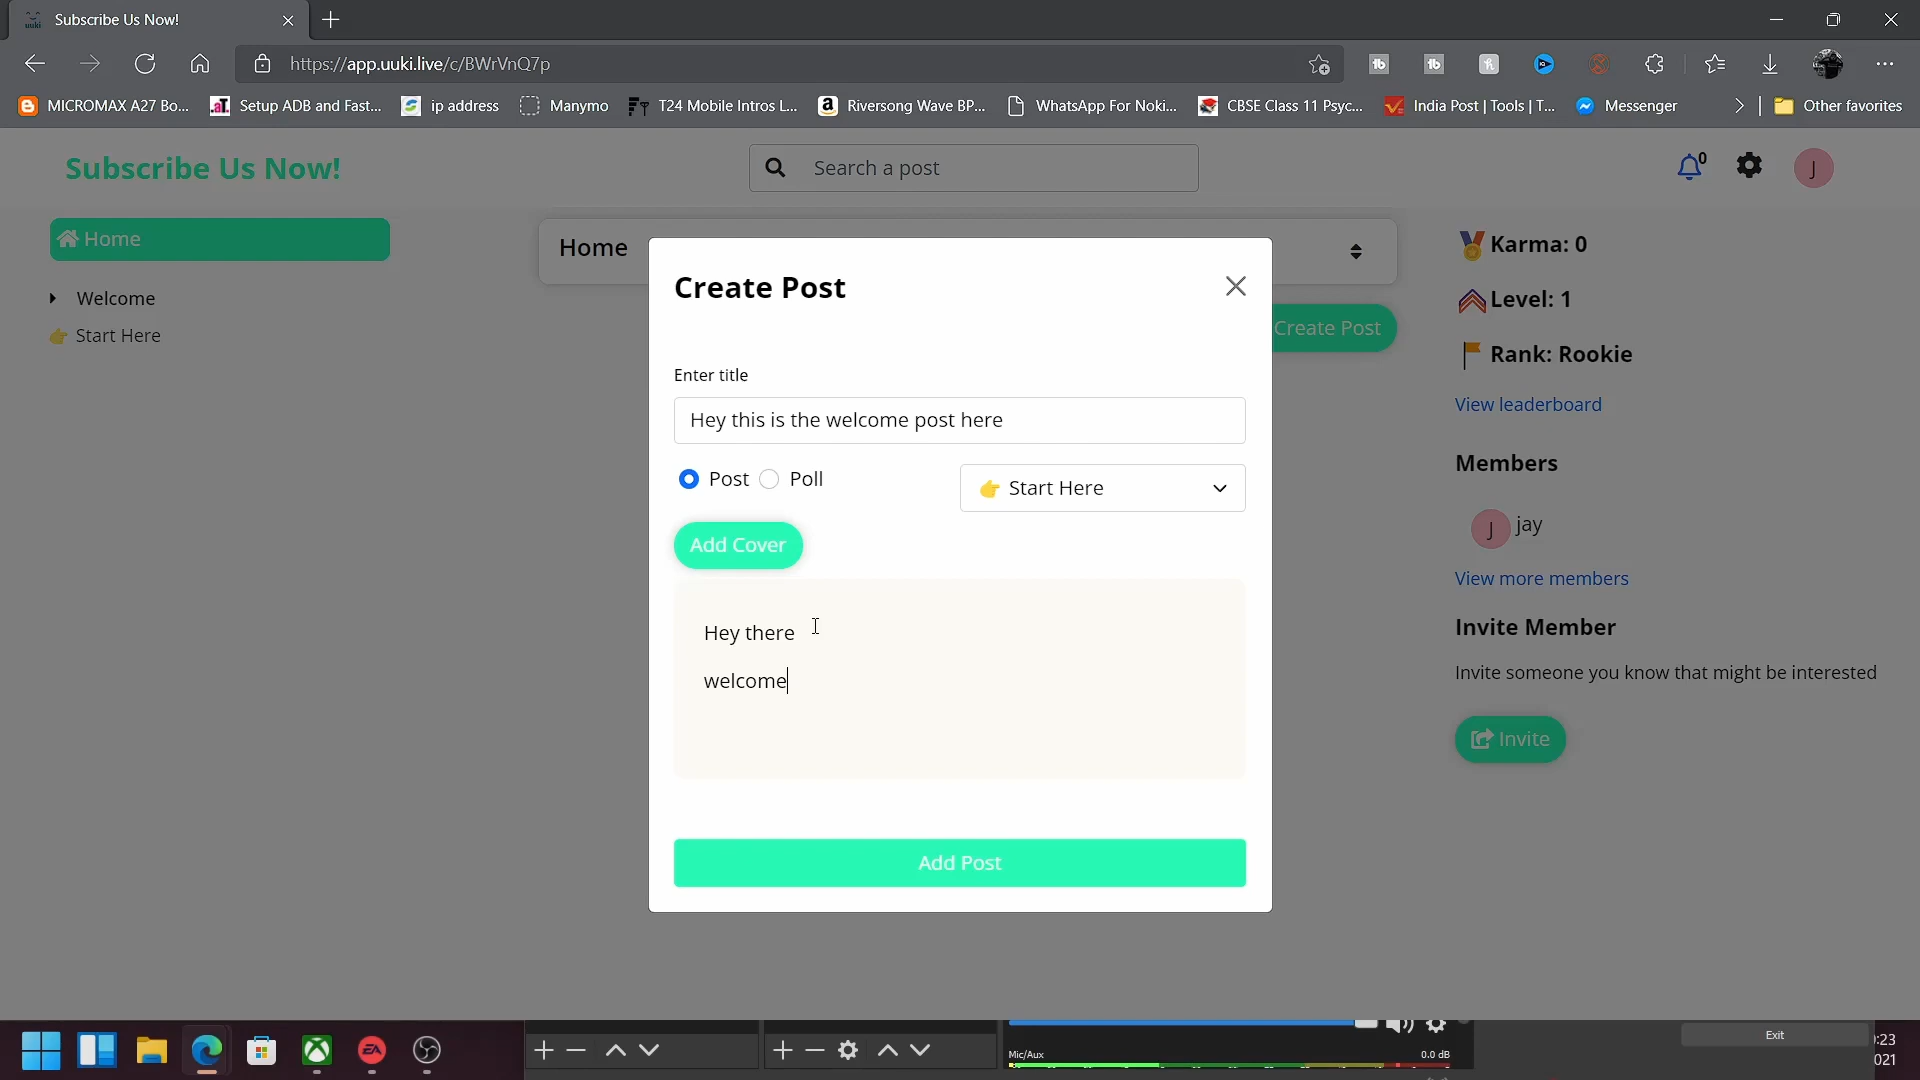 Subscribe Us Now!
https://app.uuki.live/c/BWrVnQ7p
MICROMAX A27 Bo...
Setup ADB and Fast...
ip address
Manymo
T24 Mobile Intros L...
Riversong Wave BP...
WhatsApp For Noki...
CBSE Class 11 Psyc...
India Post | Tools | T...
Messenger
Other favorites
Subscribe Us Now!
Search a post
0
J
Home
Welcome
Start Here
Home
Create Post
Create Post
Enter title
Hey this is the welcome post here
Post
Poll
Start Here
Add Cover
Hey there
welcome
Add Post
Karma: 0
Level: 1
Rank: Rookie
View leaderboard
Members
J
jay
View more members
Invite Member
Invite someone you know that might be interested
Invite
Mic/Aux
0.0 dB
Exit
:23
021